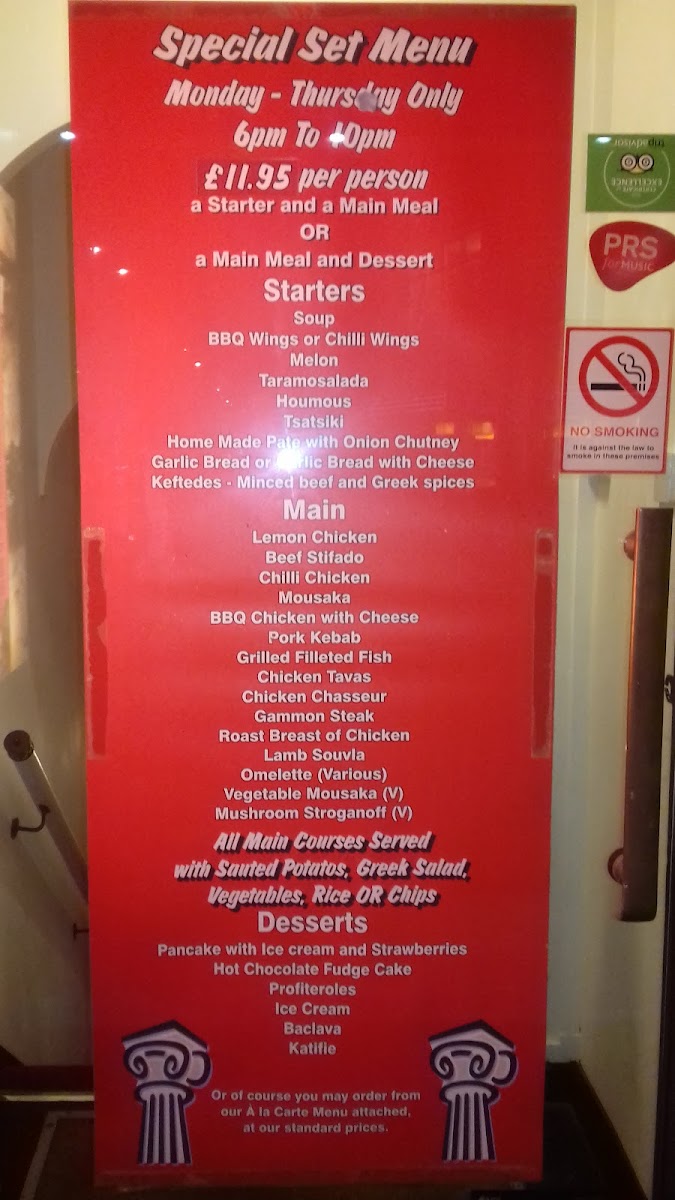 Special Set Menu
Monday - Thursday Only
6pm To 10pm
£11.95 per person
a Starter and a Main Meal
OR
a Main Meal and Dessert
Starters
Soup
BBQ Wings or Chilli Wings
Melon
Taramosalada
Houmous
Tsatsiki
Home Made Pate with Onion Chutney
Garlic Bread or Garlic Bread with Cheese
Keftedes - Minced beef and Greek spices
Main
Lemon Chicken
Beef Stifado
Chilli Chicken
Mousaka
BBQ Chicken with Cheese
Pork Kebab
Grilled Filleted Fish
Chicken Tavas
Chicken Chasseur
Gammon Steak
Roast Breast of Chicken
Lamb Souvla
Omelette (Various)
Vegetable Mousaka (V)
Mushroom Stroganoff (V)
All Main Courses Served
with Sauted Potatos, Greek Salad,
Vegetables, Rice OR Chips
Desserts
Pancake with Ice cream and Strawberries
Hot Chocolate Fudge Cake
Profiteroles
Ice Cream
Baclava
Katifie
Or of course you may order from
our À la Carte Menu attached,
at our standard prices.
tripadvisor
CERTIFICATE of
EXCELLENCE
PRS
for MUSIC
NO SMOKING
It is against the law to
smoke in these premises